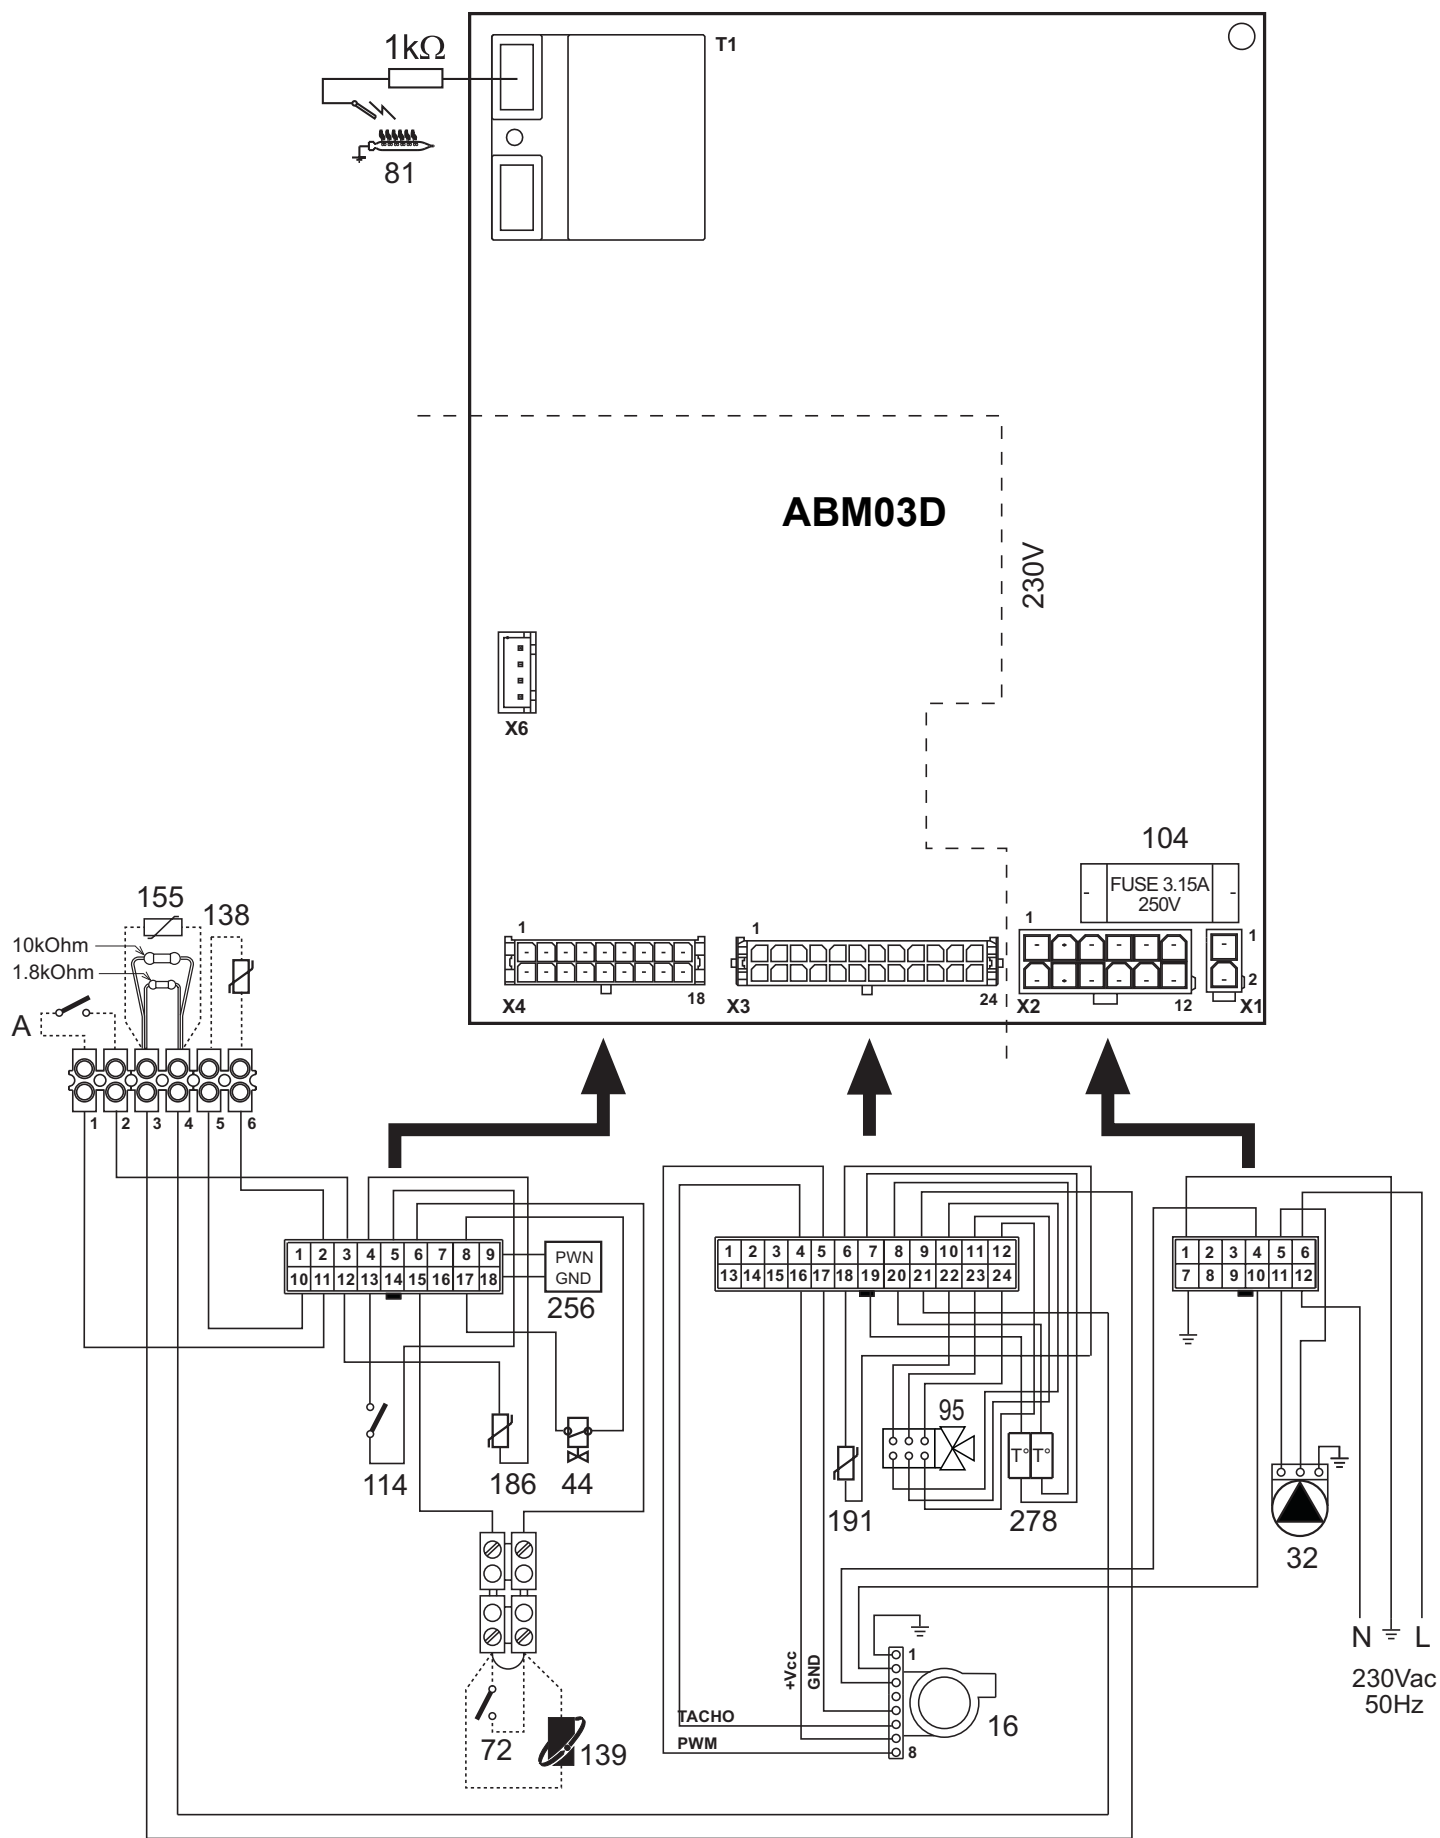 1kΩ
T1
81
ABM03D
230V
X6
104
FUSE 3.15A
250V
155
138
10kOhm
1.8kOhm
A
1
X4
18
1
X3
24
1
X2
12
1
2
X1
1 2 3 4 5 6
1 2 3 4 5 6 7 8 9
10 11 12 13 14 15 16 17 18
PWN
GND
256
1 2 3 4 5 6 7 8 9 10 11 12
13 14 15 16 17 18 19 20 21 22 23 24
1 2 3 4 5 6
7 8 9 10 11 12
114
186
44
95
191
278
32
N
L
230Vac
50Hz
+Vcc
GND
TACHO
PWM
1
8
16
72
139